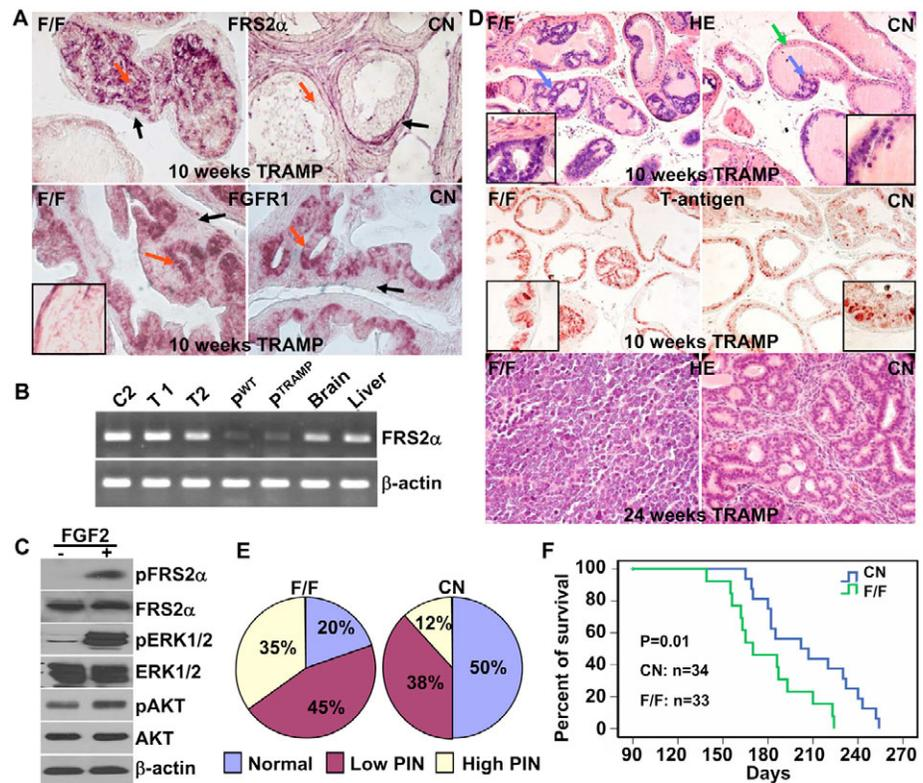 A
F/F FRS2α CN
10 weeks TRAMP
F/F FGFR1 CN
10 weeks TRAMP
B
C2 T1 T2 PWT PTRAMP Brain Liver
FRS2α
β-actin
C
FGF2
- +
pFRS2α
FRS2α
pERK1/2
ERK1/2
pAKT
AKT
β-actin
D
F/F HE CN
10 weeks TRAMP
F/F T-antigen CN
10 weeks TRAMP
F/F HE CN
24 weeks TRAMP
E
F/F CN
35% 20% 45%
12% 50% 38%
Normal Low PIN High PIN
F
Percent of survival
100
80
60
40
20
0
CN
F/F
P=0.01
CN: n=34
F/F: n=33
90 120 150 180 210 240 270
Days